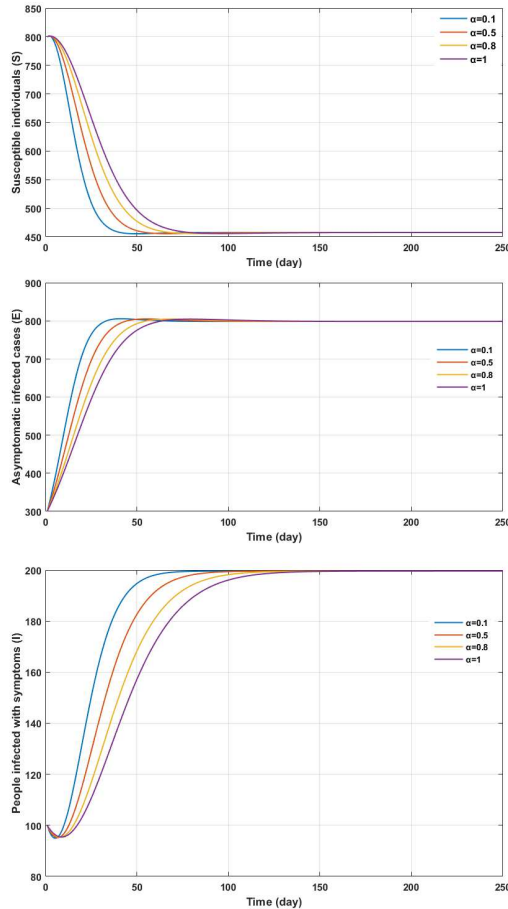 Susceptible individuals (S)
850
800
750
700
650
600
550
500
450
α=0.1
α=0.5
α=0.8
α=1
0 50 100 150 200 250
Time (day)
Asymptomatic infected cases (E)
900
800
700
600
500
400
300
α=0.1
α=0.5
α=0.8
α=1
0 50 100 150 200 250
Time (day)
People infected with symptoms (I)
200
180
160
140
120
100
80
α=0.1
α=0.5
α=0.8
α=1
0 50 100 150 200 250
Time (day)